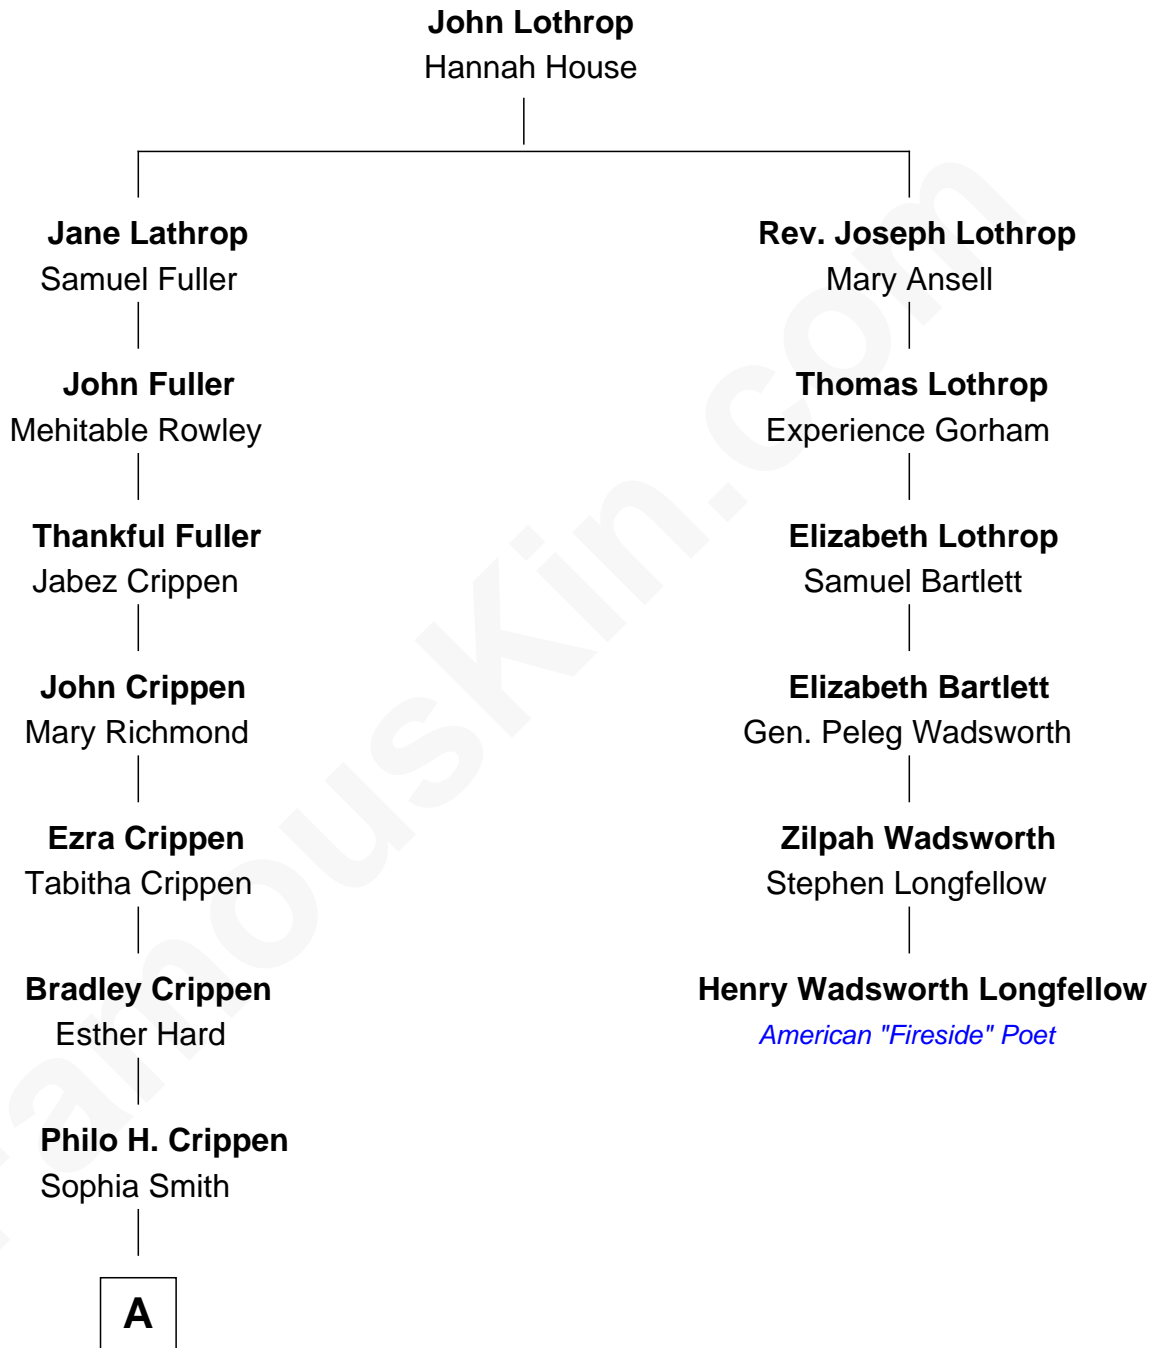 John Lothrop
Hannah House
Jane Lathrop
Samuel Fuller
Rev. Joseph Lothrop
Mary Ansell
John Fuller
Mehitable Rowley
Thomas Lothrop
Experience Gorham
Thankful Fuller
Jabez Crippen
Elizabeth Lothrop
Samuel Bartlett
John Crippen
Mary Richmond
Elizabeth Bartlett
Gen. Peleg Wadsworth
Ezra Crippen
Tabitha Crippen
Zilpah Wadsworth
Stephen Longfellow
Bradley Crippen
Esther Hard
Henry Wadsworth Longfellow
American "Fireside" Poet
Philo H. Crippen
Sophia Smith
A
FamousKin.com